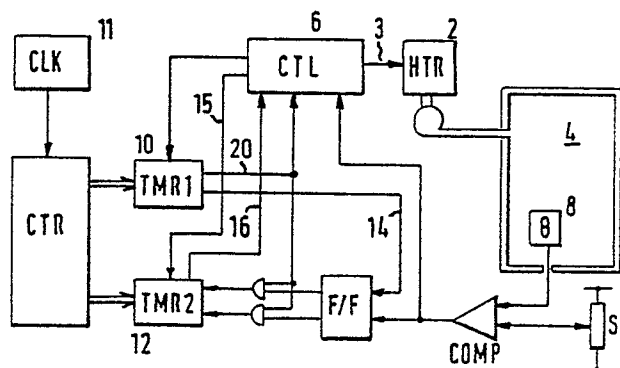 11
CLK
6
CTL
3
2
HTR
15
10
TMR1
20
4
CTR
16
14
8
θ
TMR2
F/F
12
COMP
S